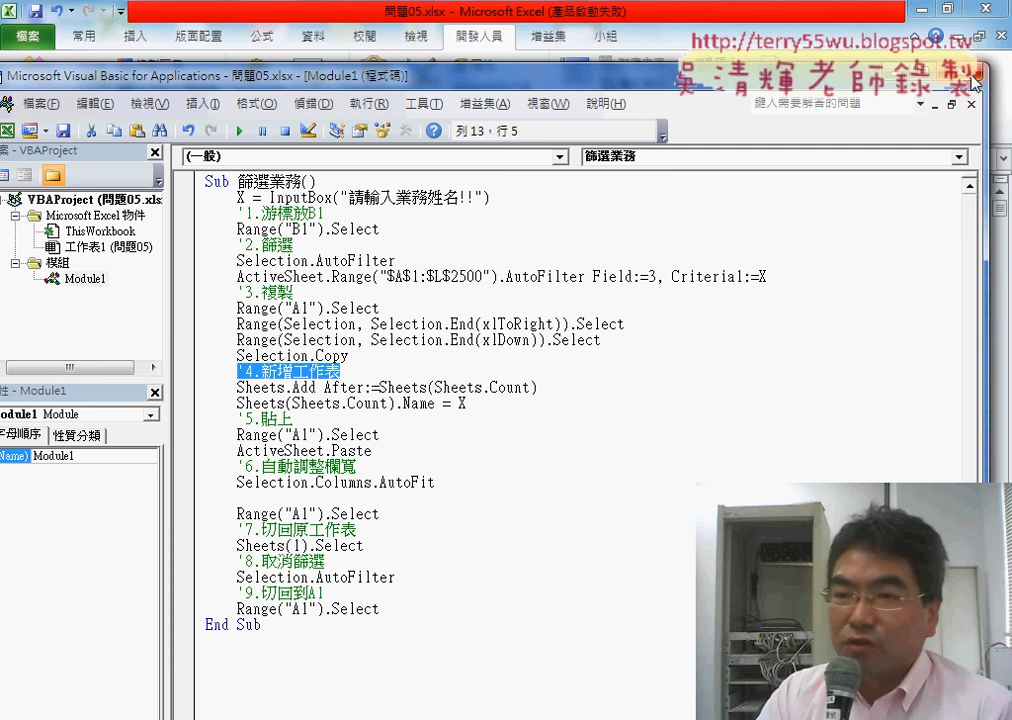 問題05.xlsx - Microsoft Excel (產品啟動失敗)
檔案 常用 插入 版面配置 公式 資料 校閱 檢視 開發人員 增益集 小組
http://terry55wu.blogspot.tw
吳清輝老師錄製
Microsoft Visual Basic for Applications - 問題05.xlsx - [Module1 (程式碼)]
檔案(F) 編輯(E) 檢視(V) 插入(I) 格式(O) 偵錯(D) 執行(R) 工具(T) 增益集(A) 視窗(W) 說明(H) 鍵入需要解答的問題
列 13，行 5
案 - VBAProject
(一般) 篩選業務
VBAProject (問題05.xls
Microsoft Excel 物件
ThisWorkbook
工作表1 (問題05)
模組
Module1
性 - Module1
odule1 Module
字母順序 性質分類
Name) Module1
Sub 篩選業務()
X = InputBox("請輸入業務姓名!!")
'1.游標放B1
Range("B1").Select
'2.篩選
Selection.AutoFilter
ActiveSheet.Range("$A$1:$L$2500").AutoFilter Field:=3, Criteria1:=X
'3.複製
Range("A1").Select
Range(Selection, Selection.End(xlToRight)).Select
Range(Selection, Selection.End(xlDown)).Select
Selection.Copy
'4.新增工作表
Sheets.Add After:=Sheets(Sheets.Count)
Sheets(Sheets.Count).Name = X
'5.貼上
Range("A1").Select
ActiveSheet.Paste
'6.自動調整欄寬
Selection.Columns.AutoFit
Range("A1").Select
'7.切回原工作表
Sheets(1).Select
'8.取消篩選
Selection.AutoFilter
'9.切回到A1
Range("A1").Select
End Sub